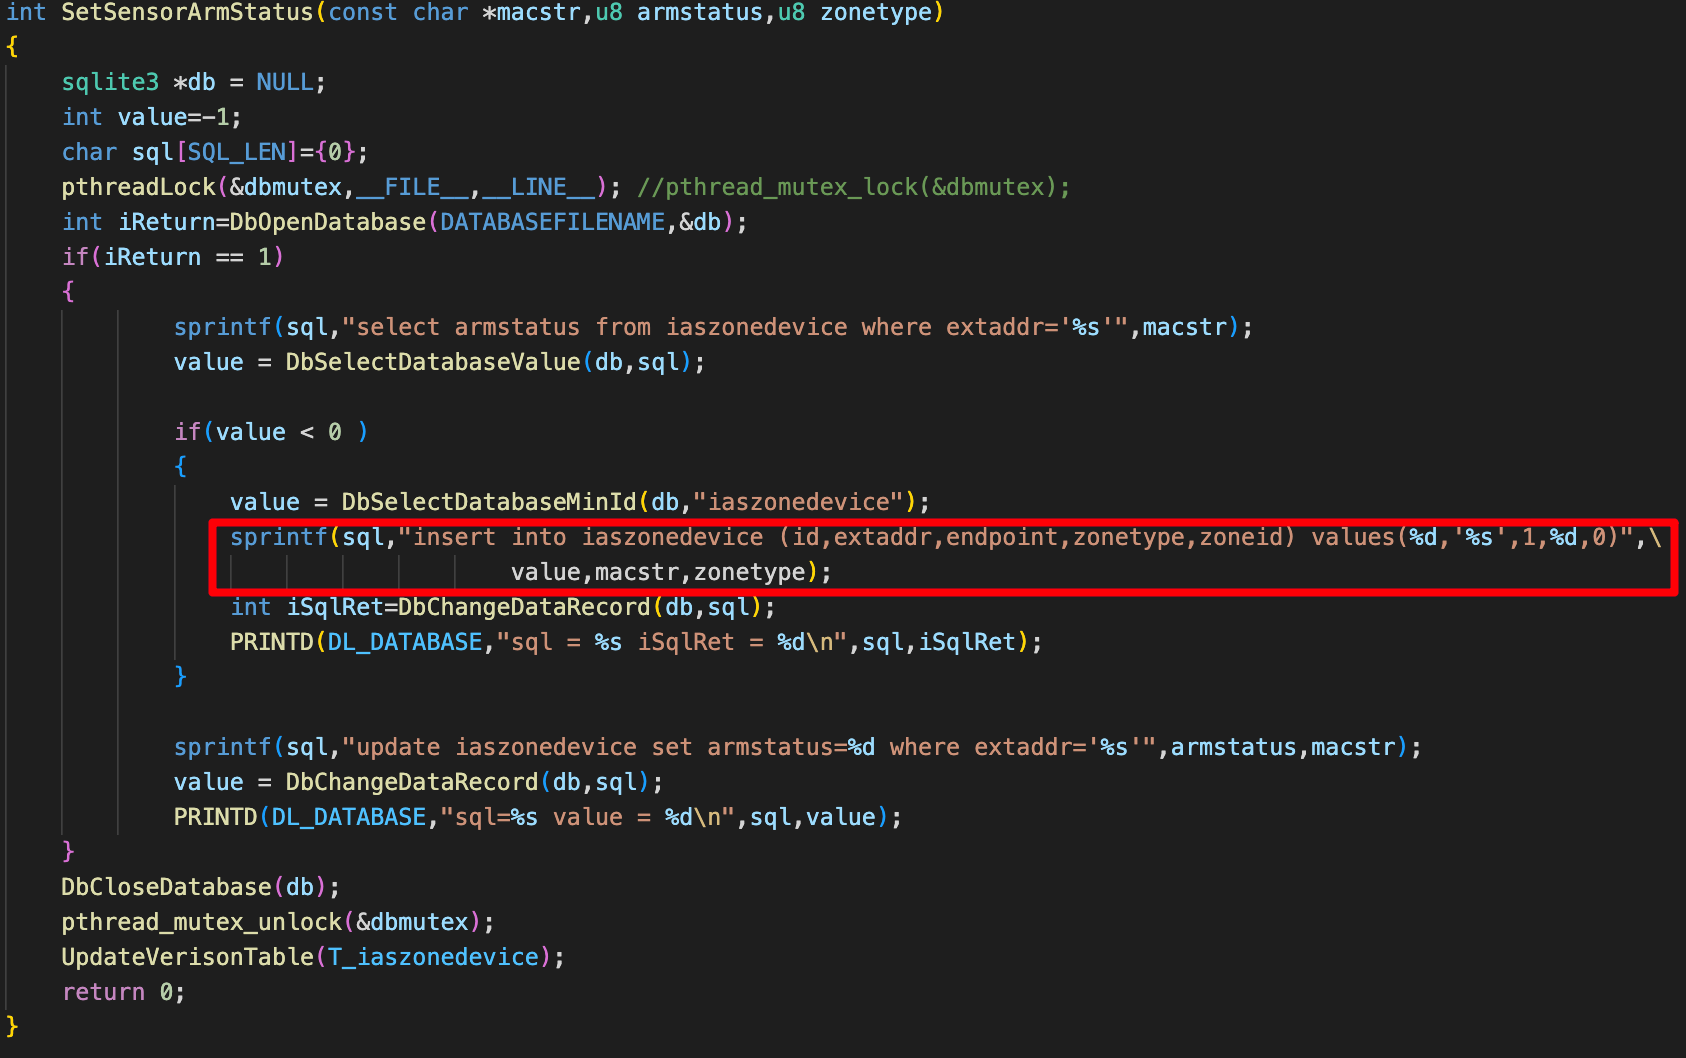 int SetSensorArmStatus(const char *macstr,u8 armstatus,u8 zonetype)
{
sqlite3 *db = NULL;
int value=-1;
char sql[SQL_LEN]={0};
pthreadLock(&dbmutex,__FILE__,__LINE__); //pthread_mutex_lock(&dbmutex);
int iReturn=DbOpenDatabase(DATABASEFILENAME,&db);
if(iReturn == 1)
{
sprintf(sql,"select armstatus from iaszonedevice where extaddr='%s'",macstr);
value = DbSelectDatabaseValue(db,sql);
if(value < 0 )
{
value = DbSelectDatabaseMinId(db,"iaszonedevice");
sprintf(sql,"insert into iaszonedevice (id,extaddr,endpoint,zonetype,zoneid) values(%d,'%s',1,%d,0)",\
value,macstr,zonetype);
int iSqlRet=DbChangeDataRecord(db,sql);
PRINTD(DL_DATABASE,"sql = %s iSqlRet = %d\n",sql,iSqlRet);
}
sprintf(sql,"update iaszonedevice set armstatus=%d where extaddr='%s'",armstatus,macstr);
value = DbChangeDataRecord(db,sql);
PRINTD(DL_DATABASE,"sql=%s value = %d\n",sql,value);
}
DbCloseDatabase(db);
pthread_mutex_unlock(&dbmutex);
UpdateVerisonTable(T_iaszonedevice);
return 0;
}